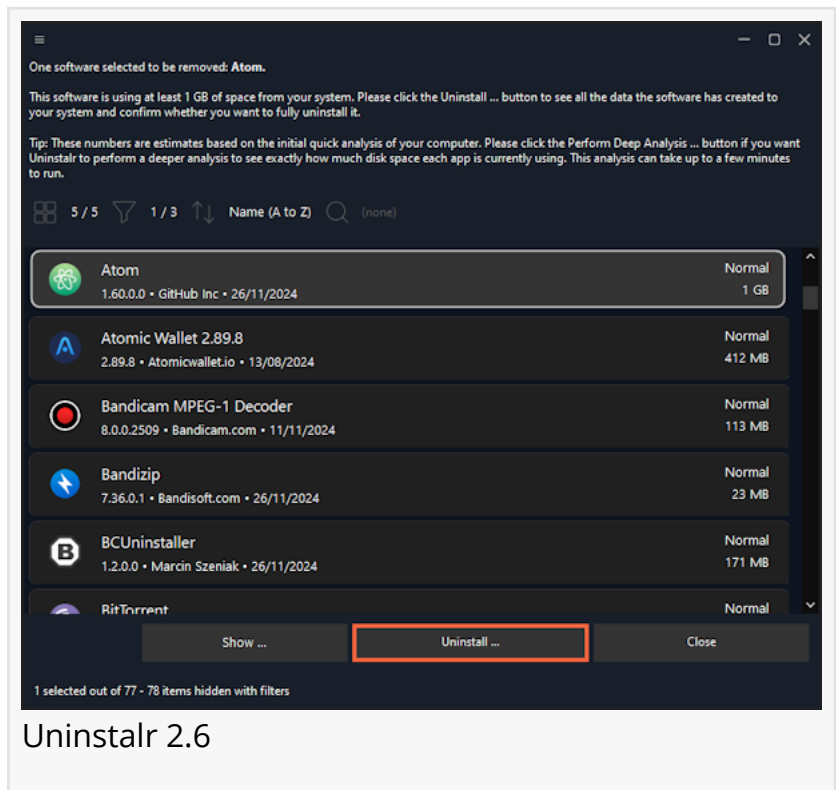 One software selected to be removed: Atom.
This software is using at least 1 GB of space from your system. Please click the Uninstall ... button to see all the data the software has created to
your system and confirm whether you want to fully uninstall it.
Tip: These numbers are estimates based on the initial quick analysis of your computer. Please click the Perform Deep Analysis ... button if you want
Uninstalr to perform a deeper analysis to see exactly how much disk space each app is currently using. This analysis can take up to a few minutes
to run.
5 / 5 1 / 3 Name (A to Z) (none)
Atom Normal
1.60.0.0 • GitHub Inc • 26/11/2024 1 GB
Atomic Wallet 2.89.8 Normal
2.89.8 • Atomicwallet.io • 13/08/2024 412 MB
Bandicam MPEG-1 Decoder Normal
8.0.0.2509 • Bandicam.com • 11/11/2024 113 MB
Bandizip Normal
7.36.0.1 • Bandisoft.com • 26/11/2024 23 MB
BCUninstaller Normal
1.2.0.0 • Marcin Szeniak • 26/11/2024 171 MB
BitTorrent Normal
Show ... Uninstall ... Close
1 selected out of 77 - 78 items hidden with filters
Uninstalr 2.6